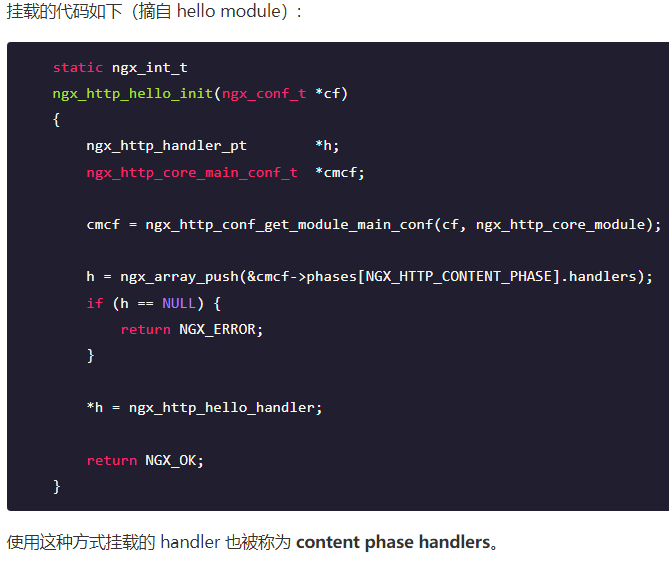 挂载的代码如下（摘自 hello module）:
static ngx_int_t
ngx_http_hello_init(ngx_conf_t *cf)
{
    ngx_http_handler_pt        *h;
    ngx_http_core_main_conf_t  *cmcf;
    cmcf = ngx_http_conf_get_module_main_conf(cf, ngx_http_core_module);
    h = ngx_array_push(&cmcf->phases[NGX_HTTP_CONTENT_PHASE].handlers);
    if (h == NULL) {
        return NGX_ERROR;
    }
    *h = ngx_http_hello_handler;
    return NGX_OK;
}
使用这种方式挂载的 handler 也被称为 content phase handlers。